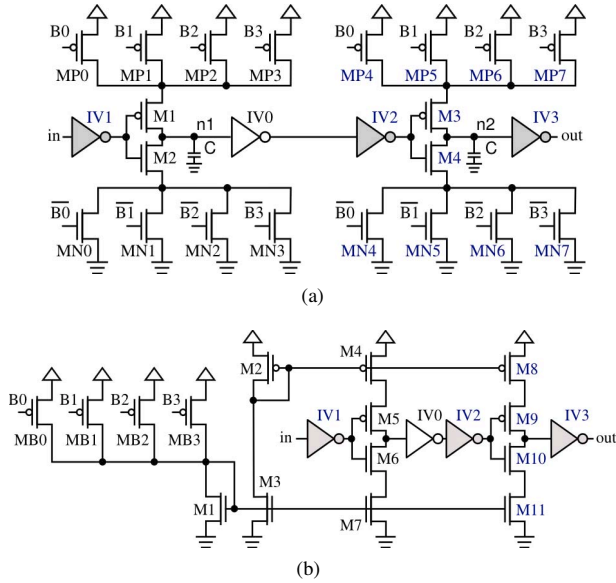 B0 B1 B2 B3 B0 B1 B2 B3
MP0 MP1 MP2 MP3 MP4 MP5 MP6 MP7
IV1 M1 n1 IV0 IV2 M3 n2 IV3
in out
M2 C M4 C
B0 B1 B2 B3 B0 B1 B2 B3
MN0 MN1 MN2 MN3 MN4 MN5 MN6 MN7
(a)
M2 M4 M8
B0 B1 B2 B3
MB0 MB1 MB2 MB3
IV1 M5 IV0 IV2 M9 IV3
in out
M6 M10
M1 M3 M7 M11
(b)